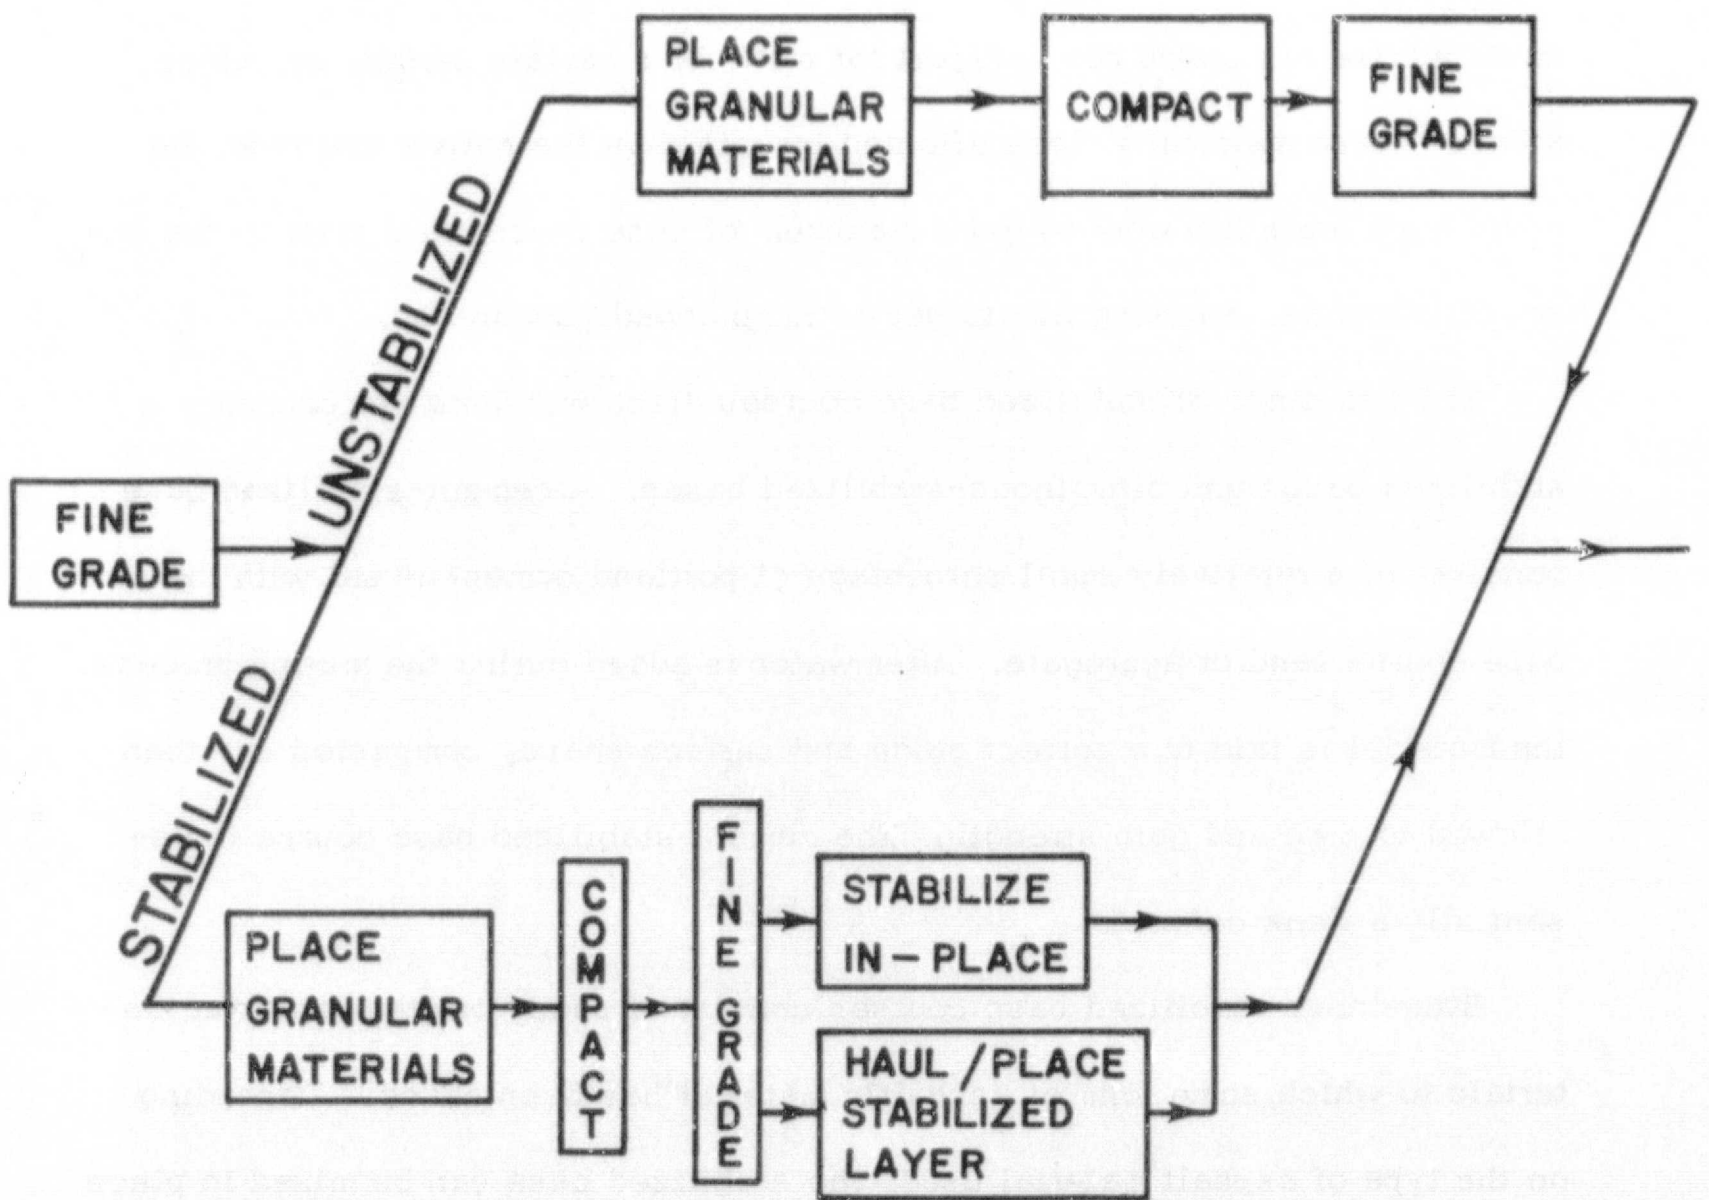 PLACE
GRANULAR
MATERIALS
COMPACT
FINE
GRADE
UNSTABILIZED
FINE
GRADE
STABILIZED
PLACE
GRANULAR
MATERIALS
COMPACT
FINE GRADE
STABILIZE
IN-PLACE
HAUL/PLACE
STABILIZED
LAYER